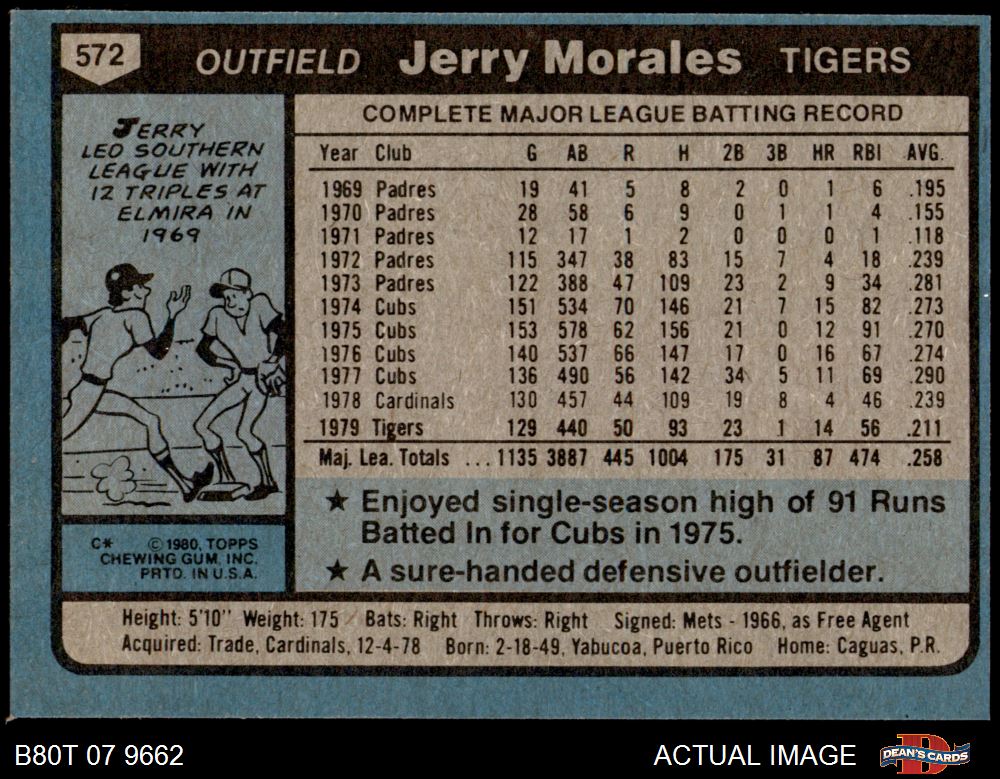 572 OUTFIELD Jerry Morales TIGERS
JERRY
LED SOUTHERN
LEAGUE WITH
12 TRIPLES AT
ELMIRA IN
1969
COMPLETE MAJOR LEAGUE BATTING RECORD
Year Club G AB R H 2B 3B HR RBI AVG.
1969 Padres 19 41 5 8 2 0 1 6 .195
1970 Padres 28 58 6 9 0 1 1 4 .155
1971 Padres 12 17 1 2 0 0 0 1 .118
1972 Padres 115 347 38 83 15 7 4 18 .239
1973 Padres 122 388 47 109 23 2 9 34 .281
1974 Cubs 151 534 70 146 21 7 15 82 .273
1975 Cubs 153 578 62 156 21 0 12 91 .270
1976 Cubs 140 537 66 147 17 0 16 67 .274
1977 Cubs 136 490 56 142 34 5 11 69 .290
1978 Cardinals 130 457 44 109 19 8 4 46 .239
1979 Tigers 129 440 50 93 23 1 14 56 .211
Maj. Lea. Totals ... 1135 3887 445 1004 175 31 87 474 .258
★ Enjoyed single-season high of 91 Runs
Batted In for Cubs in 1975.
★ A sure-handed defensive outfielder.
C* © 1980, TOPPS
CHEWING GUM, INC.
PRTD. IN U.S.A.
Height: 5'10" Weight: 175 Bats: Right Throws: Right Signed: Mets - 1966, as Free Agent
Acquired: Trade, Cardinals, 12-4-78 Born: 2-18-49, Yabucoa, Puerto Rico Home: Caguas, P.R.
B80T 07 9662 ACTUAL IMAGE DEAN'S CARDS